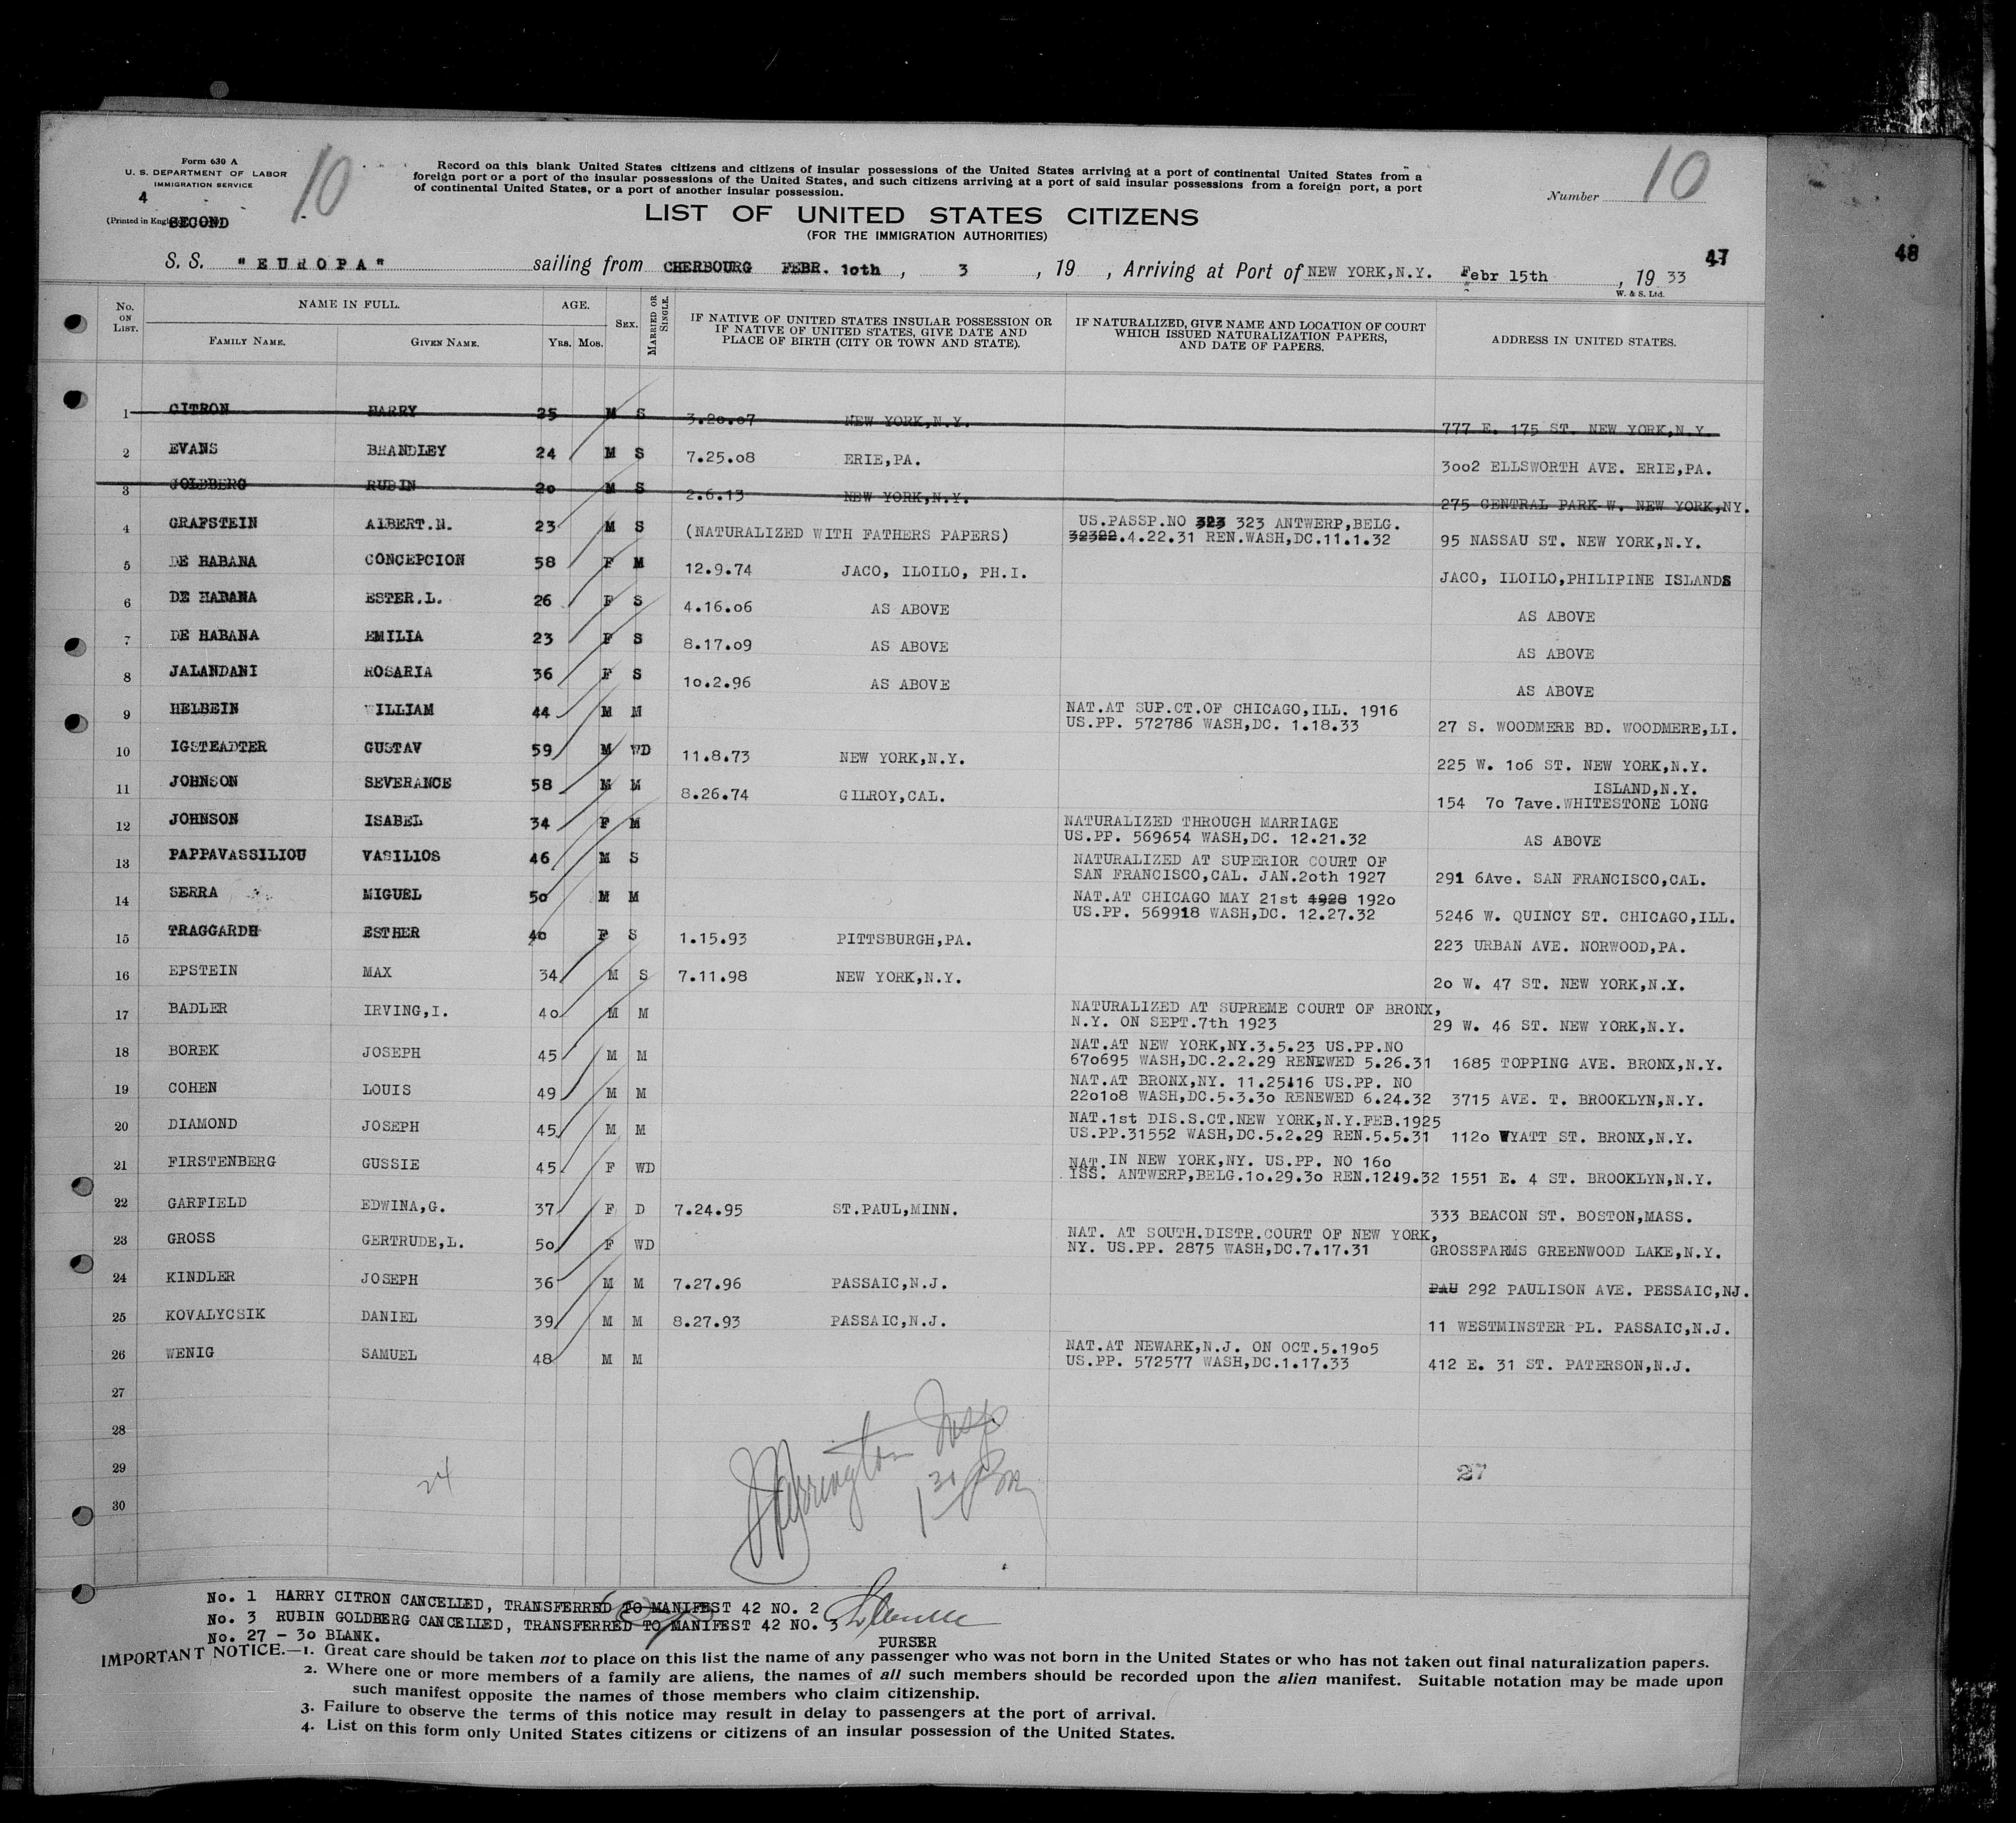 Form 630 A
U. S. DEPARTMENT OF LABOR
IMMIGRATION SERVICE
4
(Printed in Engl
SECOND
10
Record on this blank United States citizens and citizens of insular possessions of the United States arriving at a port of continental United States from a
foreign port or a port of the insular possessions of the United States, and such citizens arriving at a port of said insular possessions from a foreign port, a port
of continental United States, or a port of another insular possession.
Number 10
LIST OF UNITED STATES CITIZENS
(FOR THE IMMIGRATION AUTHORITIES)
47
48
S. S. "EUROPA" sailing from CHERBOURG FEBR. 10th, 3, 19 , Arriving at Port of NEW YORK,N.Y. Febr 15th, 19 33
W. & S. Ltd.
No. ON LIST. NAME IN FULL. FAMILY NAME. GIVEN NAME. AGE. YRS. MOS. SEX. MARRIED OR SINGLE. IF NATIVE OF UNITED STATES INSULAR POSSESSION OR IF NATIVE OF UNITED STATES, GIVE DATE AND PLACE OF BIRTH (CITY OR TOWN AND STATE). IF NATURALIZED, GIVE NAME AND LOCATION OF COURT WHICH ISSUED NATURALIZATION PAPERS, AND DATE OF PAPERS. ADDRESS IN UNITED STATES.
1 CITRON HARRY 25 M S 3.20.07 NEW YORK,N.Y. 777 E. 175 ST. NEW YORK,N.Y.
2 EVANS BRANDLEY 24 M S 7.25.08 ERIE,PA. 3002 ELLSWORTH AVE. ERIE,PA.
3 JOLDBERG RUBIN 20 M S 2.6.13 NEW YORK,N.Y. 275 CENTRAL PARK W. NEW YORK,NY.
4 GRAFSTEIN ALBERT.N. 23 M S (NATURALIZED WITH FATHERS PAPERS) US.PASSP.NO 323 323 ANTWERP,BELG.
32322.4.22.31 REN.WASH,DC.11.1.32 95 NASSAU ST. NEW YORK,N.Y.
5 DE HABANA CONCEPCION 58 F M 12.9.74 JACO, ILOILO, PH.I. JACO, ILOILO,PHILIPINE ISLANDS
6 DE HABANA ESTER.L. 26 F S 4.16.06 AS ABOVE AS ABOVE
7 DE HABANA EMILIA 23 F S 8.17.09 AS ABOVE AS ABOVE
8 JALANDANI ROSARIA 36 F S 10.2.96 AS ABOVE AS ABOVE
9 HELBEIN WILLIAM 44 M M NAT.AT SUP.CT.OF CHICAGO,ILL. 1916
US.PP. 572786 WASH,DC. 1.18.33 27 S. WOODMERE BD. WOODMERE,LI.
10 IGSTEADTER GUSTAV 59 M WD 11.8.73 NEW YORK,N.Y. 225 W. 106 ST. NEW YORK,N.Y.
11 JOHNSON SEVERANCE 58 M M 8.26.74 GILROY,CAL. ISLAND,N.Y.
154 70 7ave.WHITESTONE LONG
12 JOHNSON ISABEL 34 F M NATURALIZED THROUGH MARRIAGE
US.PP. 569654 WASH,DC. 12.21.32 AS ABOVE
13 PAPPAVASSILIOU VASILIOS 46 M S NATURALIZED AT SUPERIOR COURT OF
SAN FRANCISCO,CAL. JAN.20th 1927 291 6Ave. SAN FRANCISCO,CAL.
14 SERRA MIGUEL 50 M M NAT.AT CHICAGO MAY 21st 1928 1920
US.PP. 569918 WASH,DC. 12.27.32 5246 W. QUINCY ST. CHICAGO,ILL.
15 TRAGGARDH ESTHER 40 F S 1.15.93 PITTSBURGH,PA. 223 URBAN AVE. NORWOOD,PA.
16 EPSTEIN MAX 34 M S 7.11.98 NEW YORK,N.Y. 20 W. 47 ST. NEW YORK,N.Y.
17 BADLER IRVING,I. 40 M M NATURALIZED AT SUPREME COURT OF BRONX,
N.Y. ON SEPT.7th 1923 29 W. 46 ST. NEW YORK,N.Y.
18 BOREK JOSEPH 45 M M NAT.AT NEW YORK,NY.3.5.23 US.PP.NO
670695 WASH,DC.2.2.29 RENEWED 5.26.31 1685 TOPPING AVE. BRONX,N.Y.
19 COHEN LOUIS 49 M M NAT.AT BRONX,NY. 11.25.16 US.PP. NO
220108 WASH,DC.5.3.30 RENEWED 6.24.32 3715 AVE. T. BROOKLYN,N.Y.
20 DIAMOND JOSEPH 45 M M NAT.1st DIS.S.CT.NEW YORK,N.Y.FEB.1925
US.PP.31552 WASH,DC.5.2.29 REN.5.5.31 1120 WYATT ST. BRONX,N.Y.
21 FIRSTENBERG GUSSIE 45 F WD NAT. IN NEW YORK,NY. US.PP. NO 160
ISS. ANTWERP,BELG.10.29.30 REN.12.9.32 1551 E. 4 ST. BROOKLYN,N.Y.
22 GARFIELD EDWINA,G. 37 F D 7.24.95 ST.PAUL,MINN. 333 BEACON ST. BOSTON,MASS.
23 GROSS GERTRUDE,L. 50 F WD NAT. AT SOUTH.DISTR.COURT OF NEW YORK,
NY. US.PP. 2875 WASH,DC.7.17.31 GROSSFARMS GREENWOOD LAKE,N.Y.
24 KINDLER JOSEPH 36 M M 7.27.96 PASSAIC,N.J. PAU 292 PAULISON AVE. PESSAIC,NJ.
25 KOVALYCSIK DANIEL 39 M M 8.27.93 PASSAIC,N.J. 11 WESTMINSTER PL. PASSAIC,N.J.
26 WENIG SAMUEL 48 M M NAT.AT NEWARK,N.J. ON OCT.5.1905
US.PP. 572577 WASH,DC.1.17.33 412 E. 31 ST. PATERSON,N.J.
27
28
29 24 27
30
No. 1 HARRY CITRON CANCELLED, TRANSFERRED TO MANIFEST 42 NO. 2
No. 3 RUBIN GOLDBERG CANCELLED, TRANSFERRED TO MANIFEST 42 NO. 3
No. 27 - 30 BLANK.
PURSER
IMPORTANT NOTICE.—1. Great care should be taken not to place on this list the name of any passenger who was not born in the United States or who has not taken out final naturalization papers.
2. Where one or more members of a family are aliens, the names of all such members should be recorded upon the alien manifest. Suitable notation may be made upon
such manifest opposite the names of those members who claim citizenship.
3. Failure to observe the terms of this notice may result in delay to passengers at the port of arrival.
4. List on this form only United States citizens or citizens of an insular possession of the United States.